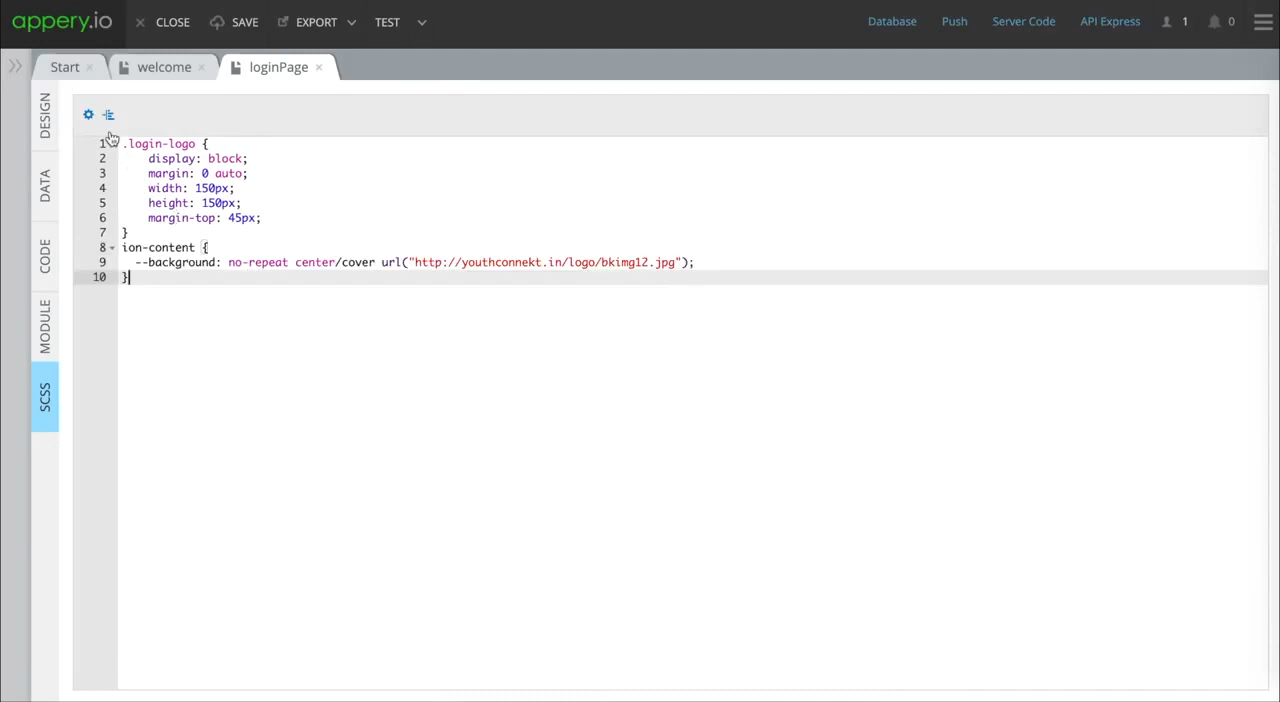 appery.io × CLOSE SAVE EXPORT TEST Database Push Server Code API Express 1 0
Start × welcome × loginPage ×
DESIGN
DATA
CODE
MODULE
SCSS
1 .login-logo {
2 display: block;
3 margin: 0 auto;
4 width: 150px;
5 height: 150px;
6 margin-top: 45px;
7 }
8 ion-content {
9 --background: no-repeat center/cover url("http://youthconnekt.in/logo/bkimg12.jpg");
10 }